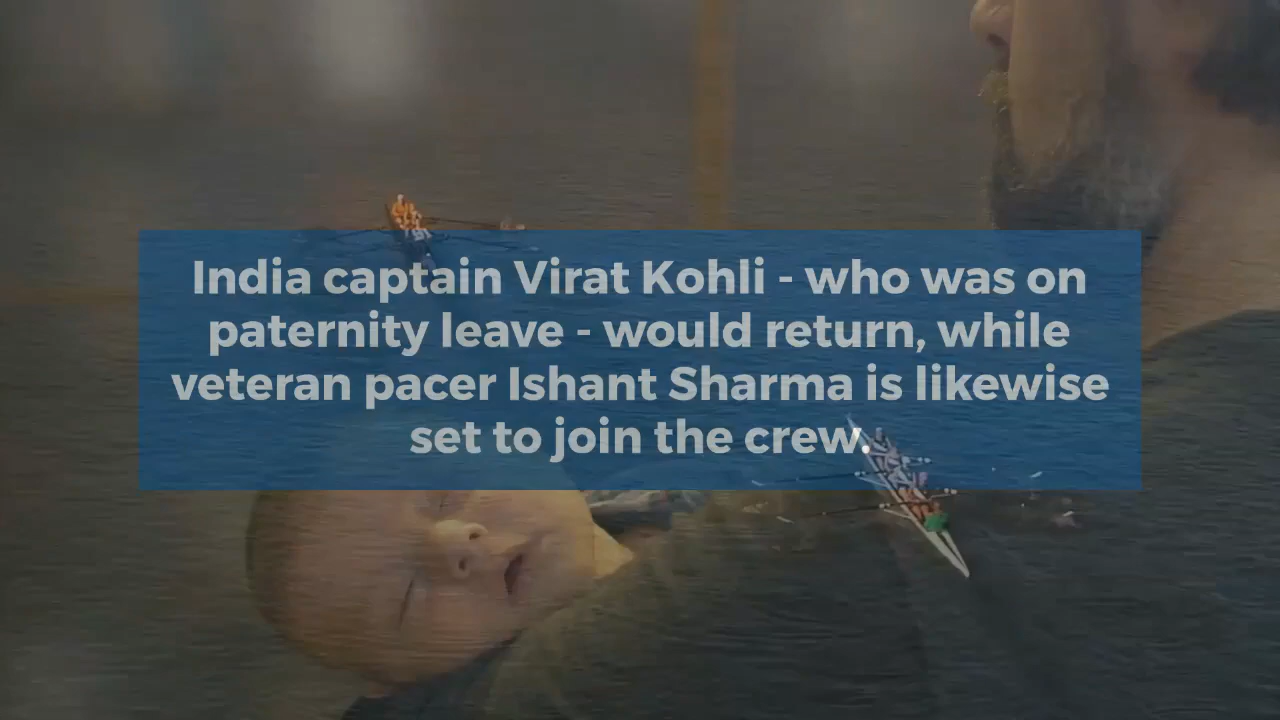 India captain Virat Kohli - who was on
paternity leave - would return, while
veteran pacer Ishant Sharma is likewise
set to join the crew.